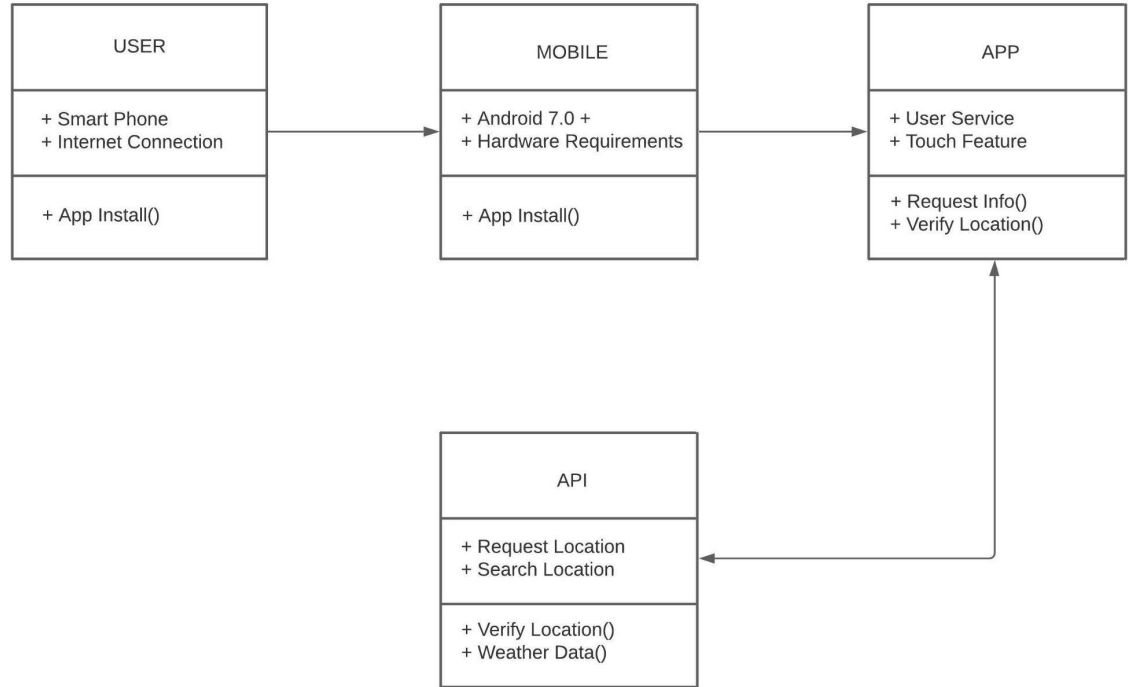 USER
+ Smart Phone
+ Internet Connection
+ App Install()
MOBILE
+ Android 7.0 +
+ Hardware Requirements
+ App Install()
APP
+ User Service
+ Touch Feature
+ Request Info()
+ Verify Location()
API
+ Request Location
+ Search Location
+ Verify Location()
+ Weather Data()